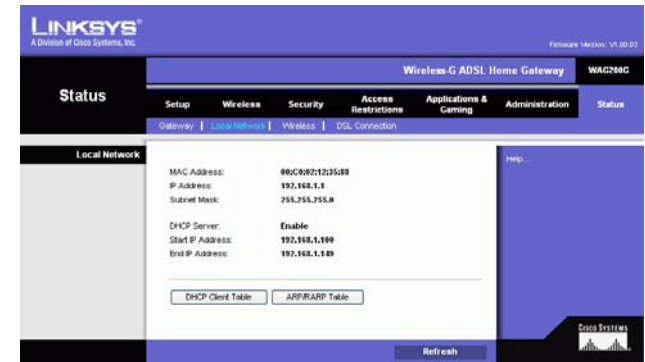 LINKSYS®
A Division of Cisco Systems, Inc.
Firmware Version: V1.00.03
Wireless-G ADSL Home Gateway WAG200G
Status
Setup Wireless Security Access Restrictions Applications & Gaming Administration Status
Gateway | Local Network | Wireless | DSL Connection
Local Network
Help...
MAC Address: 00:C0:02:12:35:88
IP Address: 192.168.1.1
Subnet Mask: 255.255.255.0
DHCP Server: Enable
Start IP Address: 192.168.1.100
End IP Address: 192.168.1.149
DHCP Client Table ARP/RARP Table
Refresh
CISCO SYSTEMS